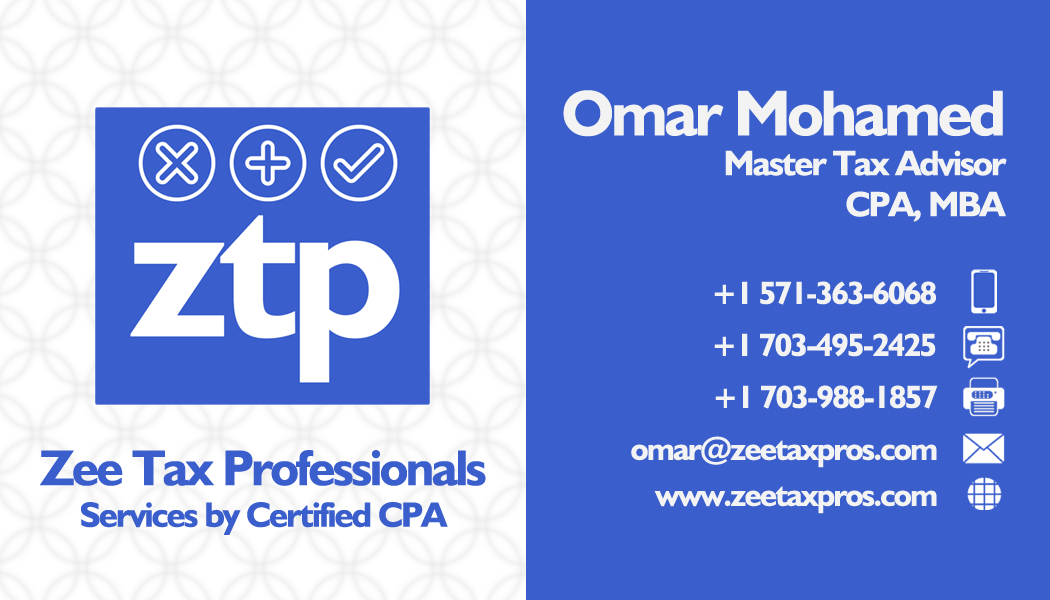 ztp
Zee Tax Professionals
Services by Certified CPA
Omar Mohamed
Master Tax Advisor
CPA, MBA
+1 571-363-6068
+1 703-495-2425
+1 703-988-1857
omar@zeetaxpros.com
www.zeetaxpros.com